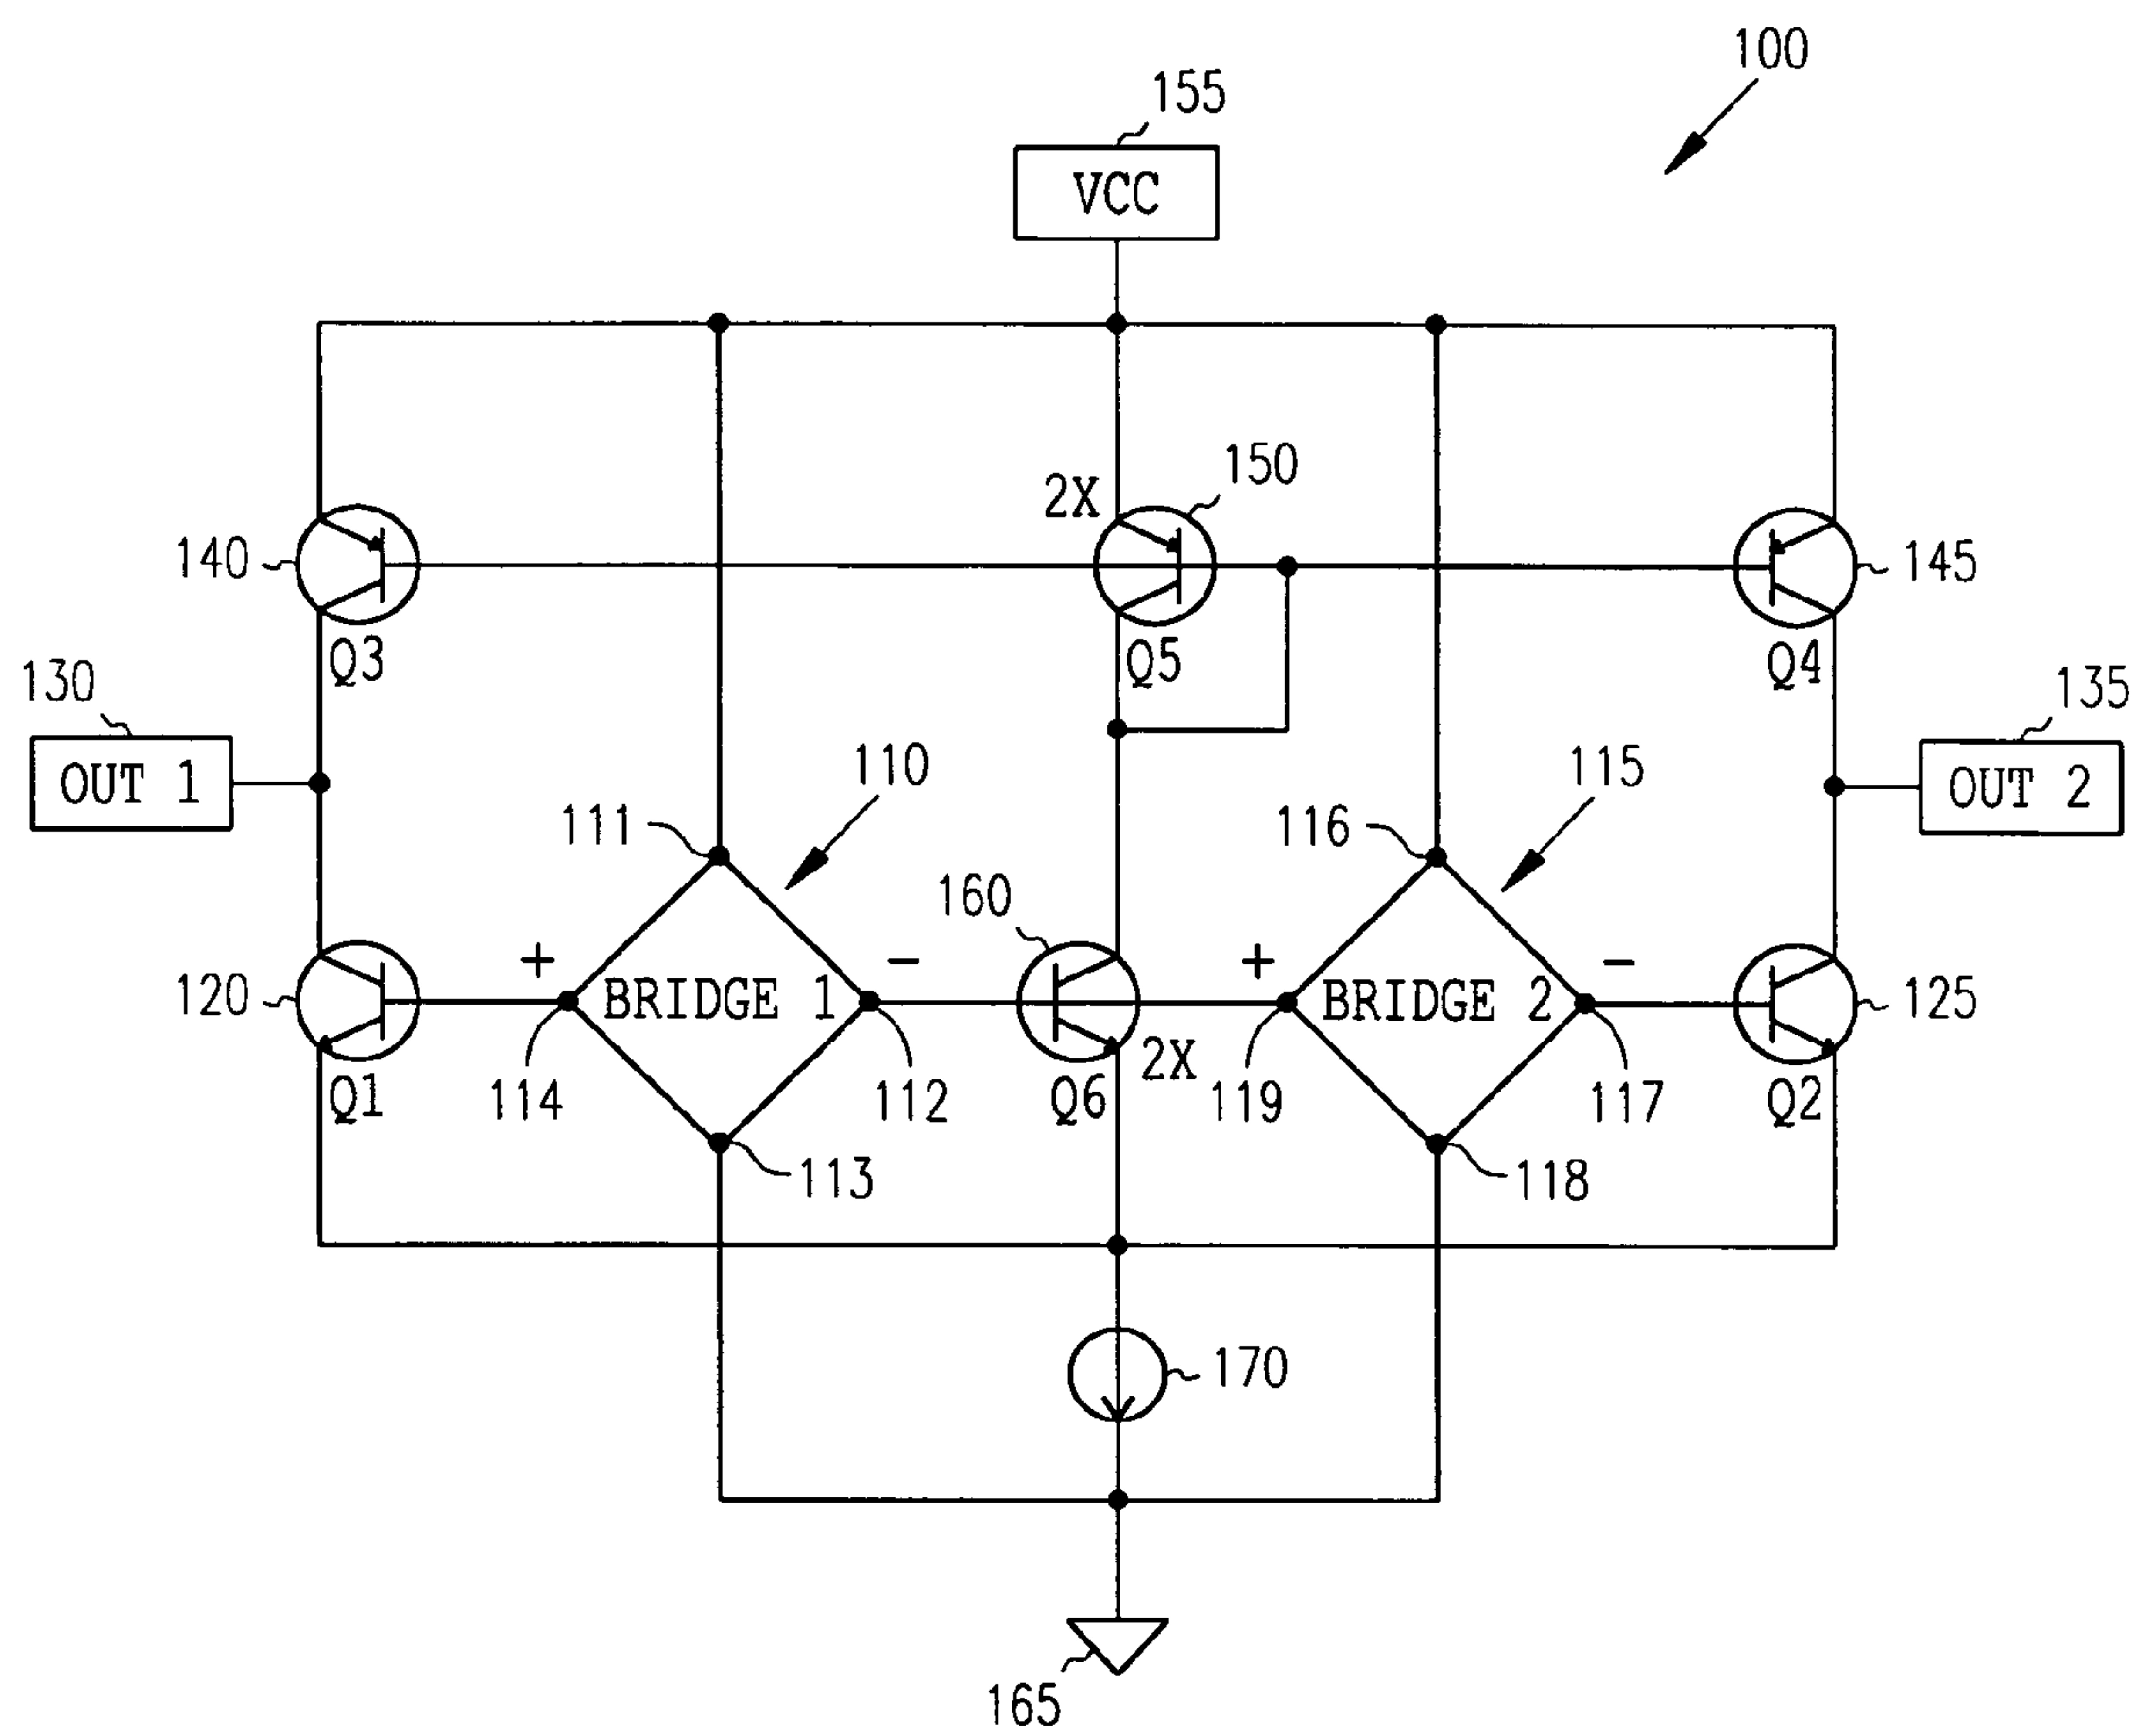 100
155
VCC
2X
150
140
145
Q3
Q5
Q4
130
135
OUT 1
110
115
OUT 2
111
116
160
+
-
+
-
120
BRIDGE 1
BRIDGE 2
125
2X
Q1
114
112
Q6
119
117
Q2
113
118
170
165